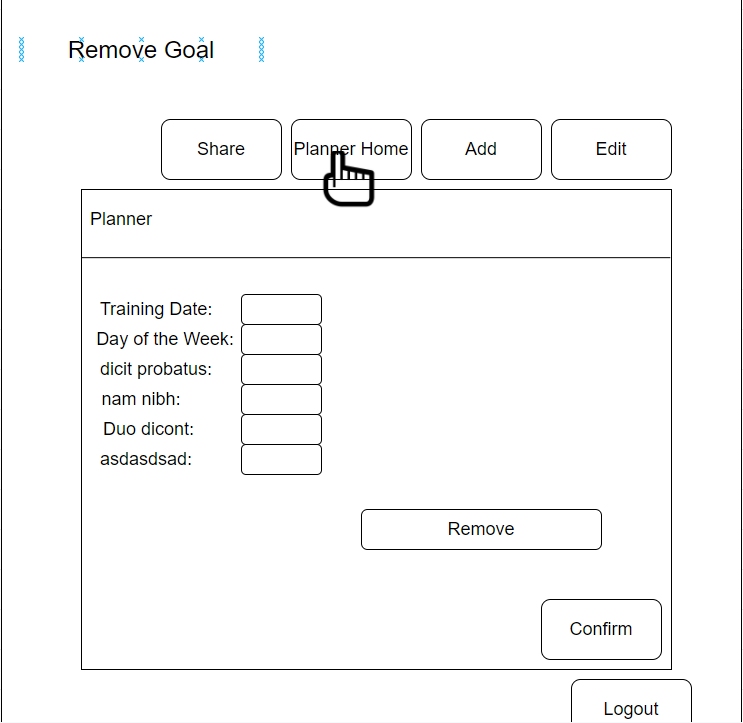 Remove Goal
Share
Planner Home
Add
Edit
Planner
Training Date:
Day of the Week:
dicit probatus:
nam nibh:
Duo dicont:
asdasdsad:
Remove
Confirm
Logout